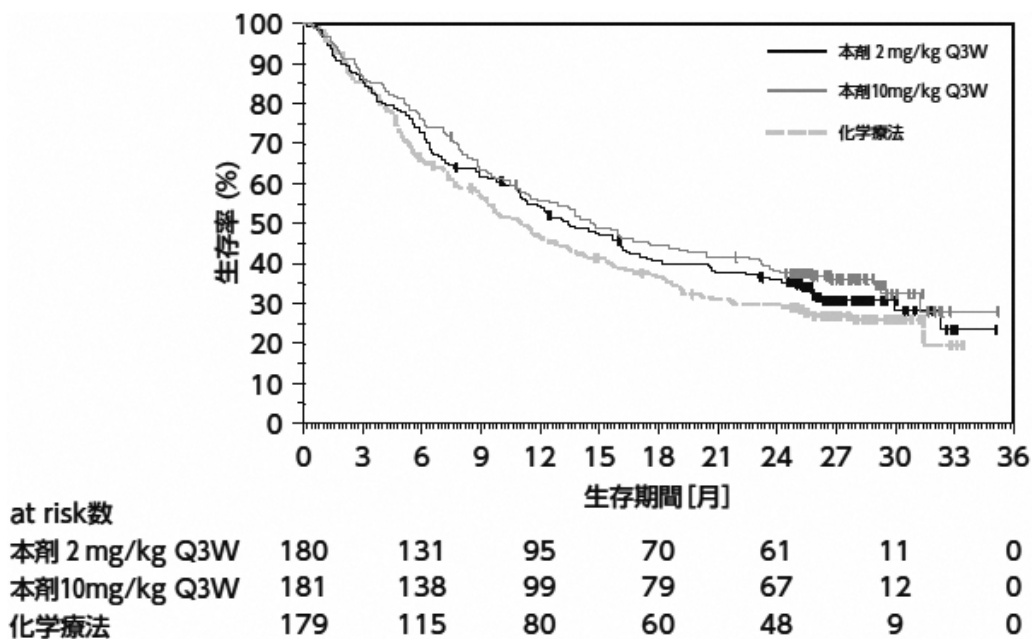 100
90
80
70
60
50
40
30
20
10
0
生存率 (%)
本剤 2 mg/kg Q3W
本剤10mg/kg Q3W
化学療法
0 3 6 9 12 15 18 21 24 27 30 33 36
生存期間 [月]
at risk数
本剤 2 mg/kg Q3W 180 131 95 70 61 11 0
本剤10mg/kg Q3W 181 138 99 79 67 12 0
化学療法 179 115 80 60 48 9 0